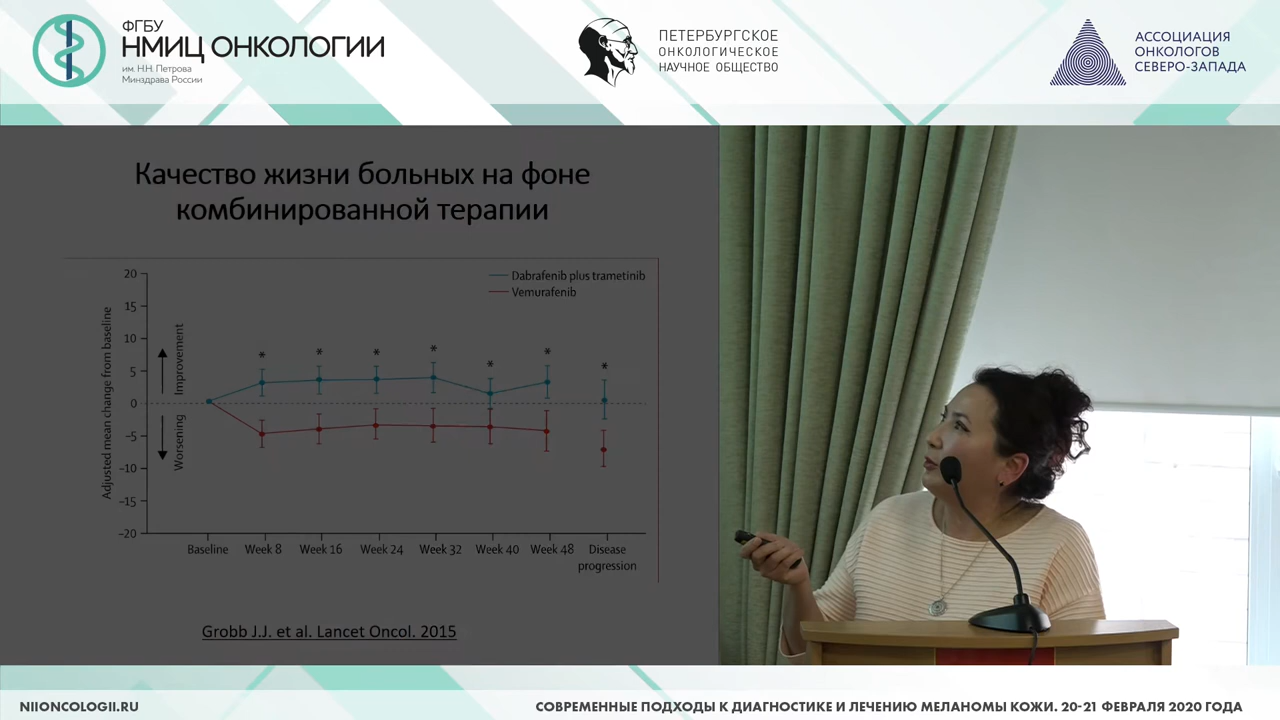 ФГБУ
НМИЦ ОНКОЛОГИИ
им. Н.Н. Петрова
Минздрава России
ПЕТЕРБУРГСКОЕ
ОНКОЛОГИЧЕСКОЕ
НАУЧНОЕ ОБЩЕСТВО
АССОЦИАЦИЯ
ОНКОЛОГОВ
СЕВЕРО-ЗАПАДА
Качество жизни больных на фоне
комбинированной терапии
Dabrafenib plus trametinib
Vemurafenib
Adjusted mean change from baseline
Improvement
Worsening
20
15
10
5
0
–5
–10
–15
–20
* * * * * * *
Baseline Week 8 Week 16 Week 24 Week 32 Week 40 Week 48 Disease
progression
Grobb J.J. et al. Lancet Oncol. 2015
NIIONCOLOGII.RU
СОВРЕМЕННЫЕ ПОДХОДЫ К ДИАГНОСТИКЕ И ЛЕЧЕНИЮ МЕЛАНОМЫ КОЖИ. 20-21 ФЕВРАЛЯ 2020 ГОДА